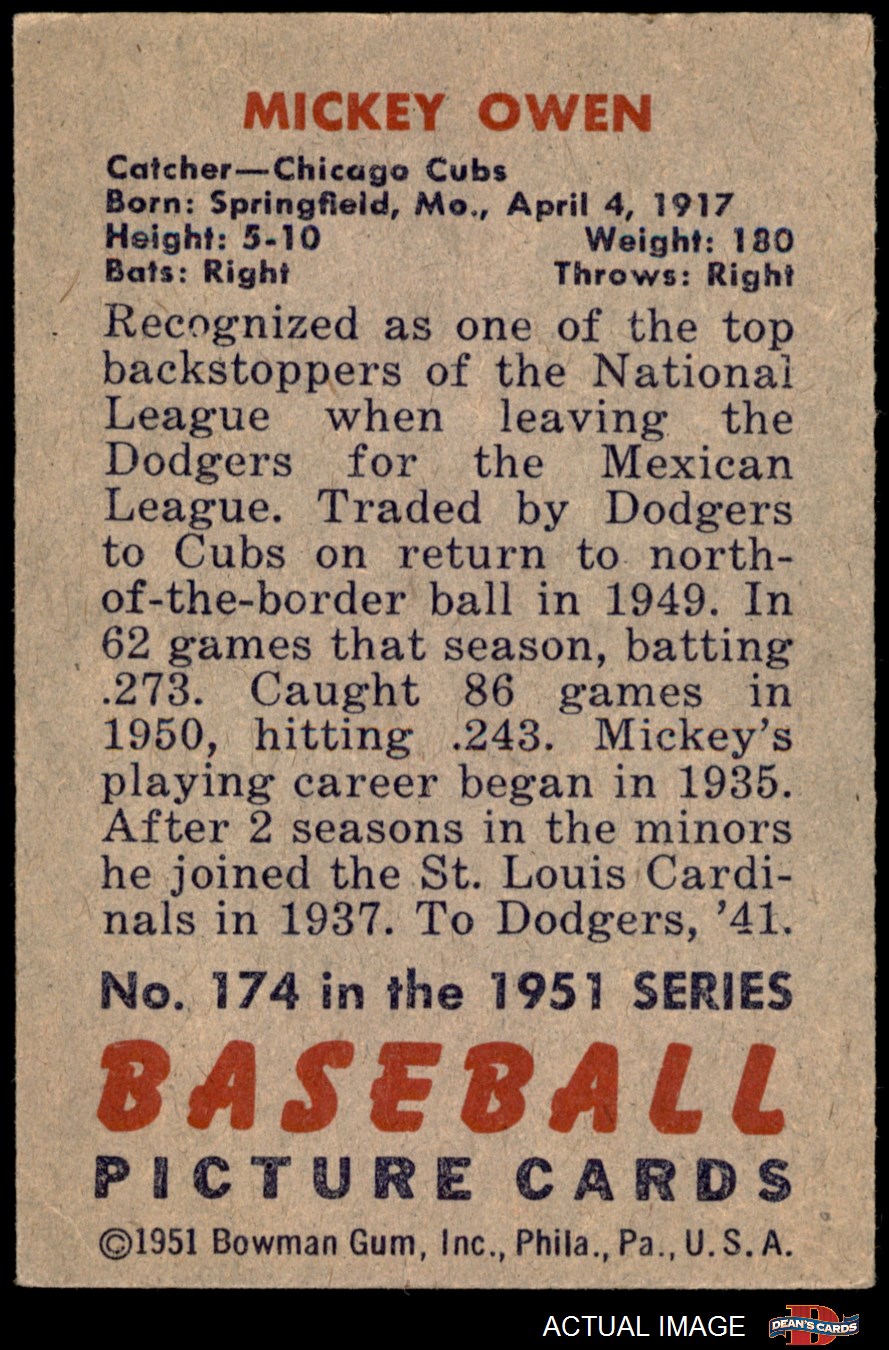 MICKEY OWEN
Catcher—Chicago Cubs
Born: Springfield, Mo., April 4, 1917
Height: 5-10 Weight: 180
Bats: Right Throws: Right
Recognized as one of the top
backstoppers of the National
League when leaving the
Dodgers for the Mexican
League. Traded by Dodgers
to Cubs on return to north-
of-the-border ball in 1949. In
62 games that season, batting
.273. Caught 86 games in
1950, hitting .243. Mickey's
playing career began in 1935.
After 2 seasons in the minors
he joined the St. Louis Cardi-
nals in 1937. To Dodgers, '41.
No. 174 in the 1951 SERIES
BASEBALL
PICTURE CARDS
©1951 Bowman Gum, Inc., Phila., Pa., U.S.A.
ACTUAL IMAGE DEAN'S CARDS